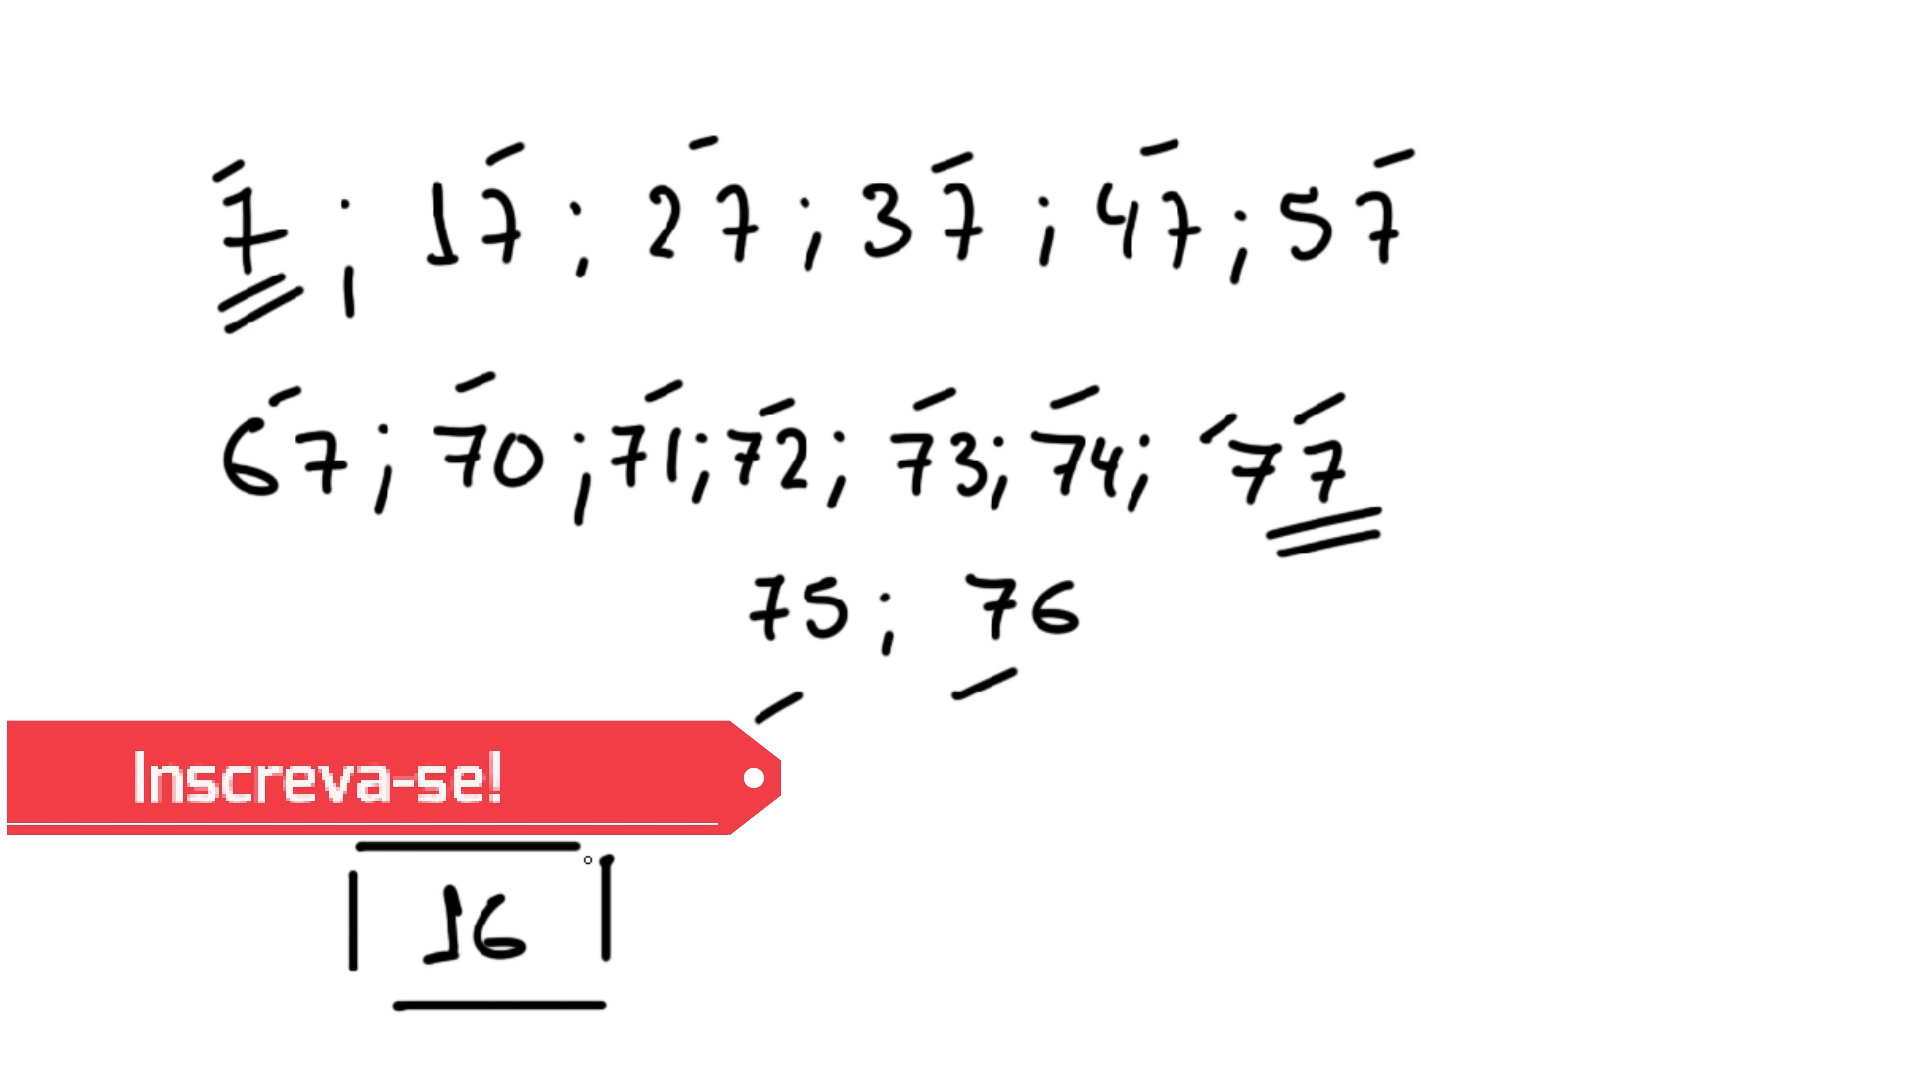 7 ; 17 ; 27 ; 37 ; 47 ; 57
67 ; 70 ; 71 ; 72 ; 73 ; 74 ; 77
75 ; 76
Inscreva-se!
16